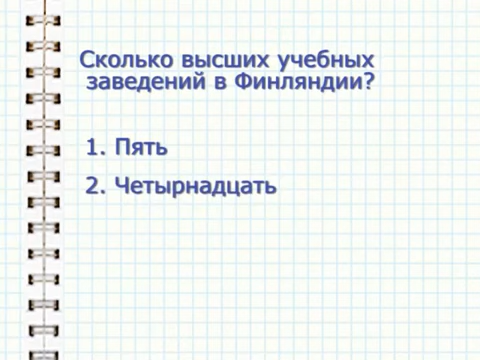 Сколько высших учебных
заведений в Финляндии?
1. Пять
2. Четырнадцать